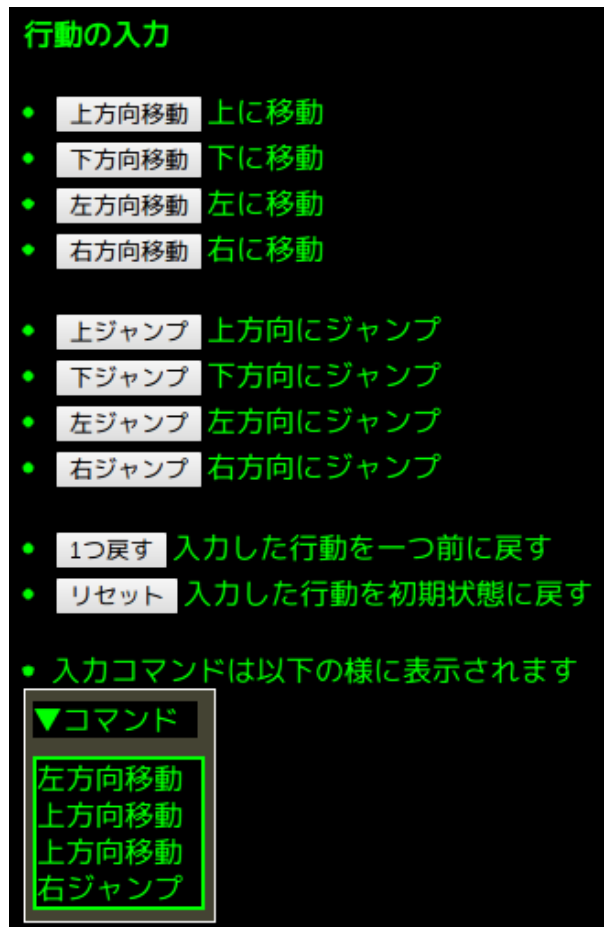 行動の入力
上方向移動 上に移動
下方向移動 下に移動
左方向移動 左に移動
右方向移動 右に移動
上ジャンプ 上方向にジャンプ
下ジャンプ 下方向にジャンプ
左ジャンプ 左方向にジャンプ
右ジャンプ 右方向にジャンプ
1つ戻す 入力した行動を一つ前に戻す
リセット 入力した行動を初期状態に戻す
入力コマンドは以下の様に表示されます
▼コマンド
左方向移動
上方向移動
上方向移動
右ジャンプ